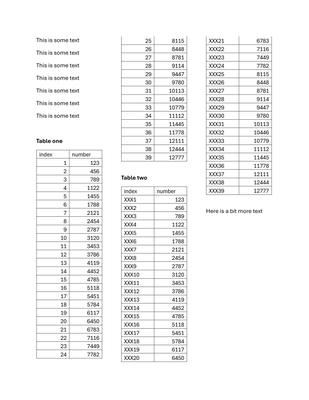 This is some text
This is some text
This is some text
This is some text
This is some text
This is some text
This is some text
Table one
index number
1 123
2 456
3 789
4 1122
5 1455
6 1788
7 2121
8 2454
9 2787
10 3120
11 3453
12 3786
13 4119
14 4452
15 4785
16 5118
17 5451
18 5784
19 6117
20 6450
21 6783
22 7116
23 7449
24 7782
25 8115
26 8448
27 8781
28 9114
29 9447
30 9780
31 10113
32 10446
33 10779
34 11112
35 11445
36 11778
37 12111
38 12444
39 12777
Table two
index number
XXX1 123
XXX2 456
XXX3 789
XXX4 1122
XXX5 1455
XXX6 1788
XXX7 2121
XXX8 2454
XXX9 2787
XXX10 3120
XXX11 3453
XXX12 3786
XXX13 4119
XXX14 4452
XXX15 4785
XXX16 5118
XXX17 5451
XXX18 5784
XXX19 6117
XXX20 6450
XXX21 6783
XXX22 7116
XXX23 7449
XXX24 7782
XXX25 8115
XXX26 8448
XXX27 8781
XXX28 9114
XXX29 9447
XXX30 9780
XXX31 10113
XXX32 10446
XXX33 10779
XXX34 11112
XXX35 11445
XXX36 11778
XXX37 12111
XXX38 12444
XXX39 12777
Here is a bit more text